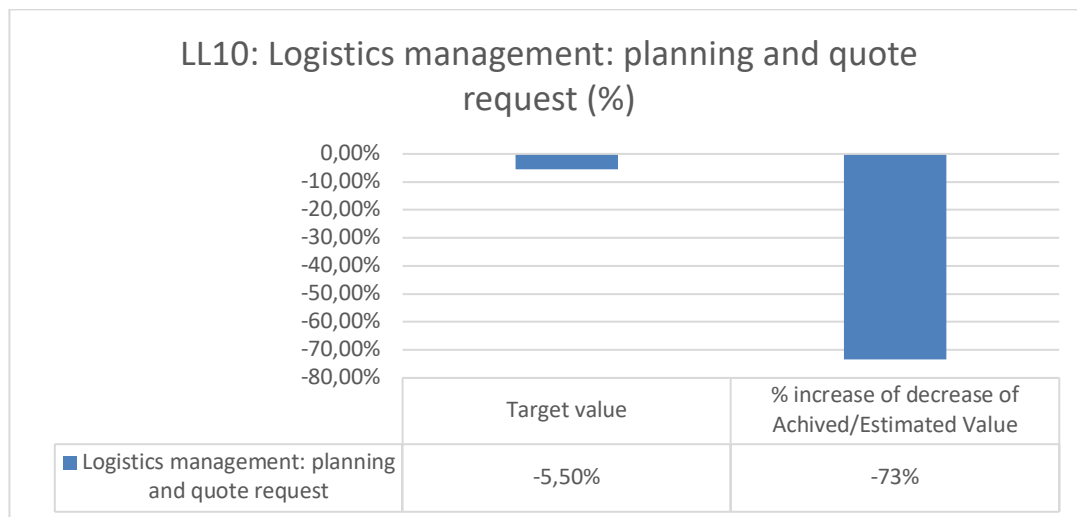 LL10: Logistics management: planning and quote
request (%)
0,00%
-10,00%
-20,00%
-30,00%
-40,00%
-50,00%
-60,00%
-70,00%
-80,00%
Target value
% increase of decrease of
Achived/Estimated Value
Logistics management: planning
and quote request
-5,50%
-73%